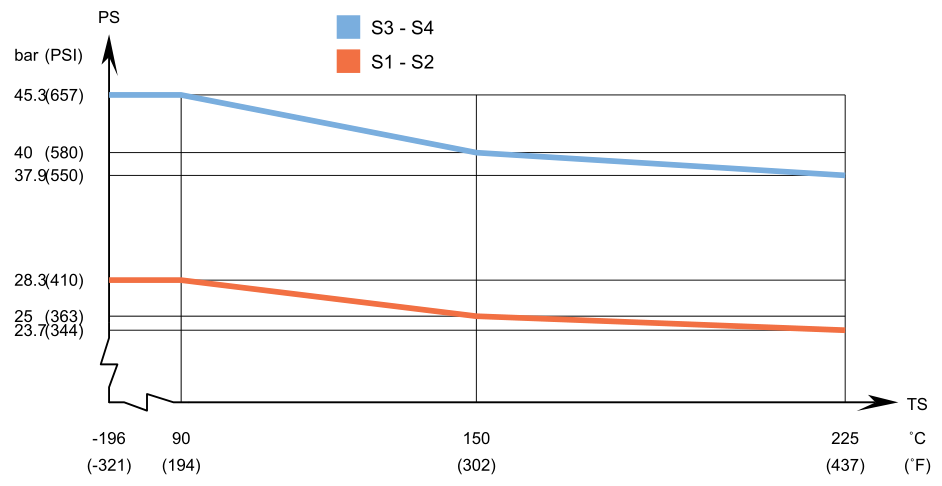 PS
S3 - S4
bar (PSI)
S1 - S2
45.3(657)
40 (580)
37.9(550)
28.3(410)
25 (363)
23.7(344)
TS
-196 90 150 225 °C
(-321) (194) (302) (437) (°F)